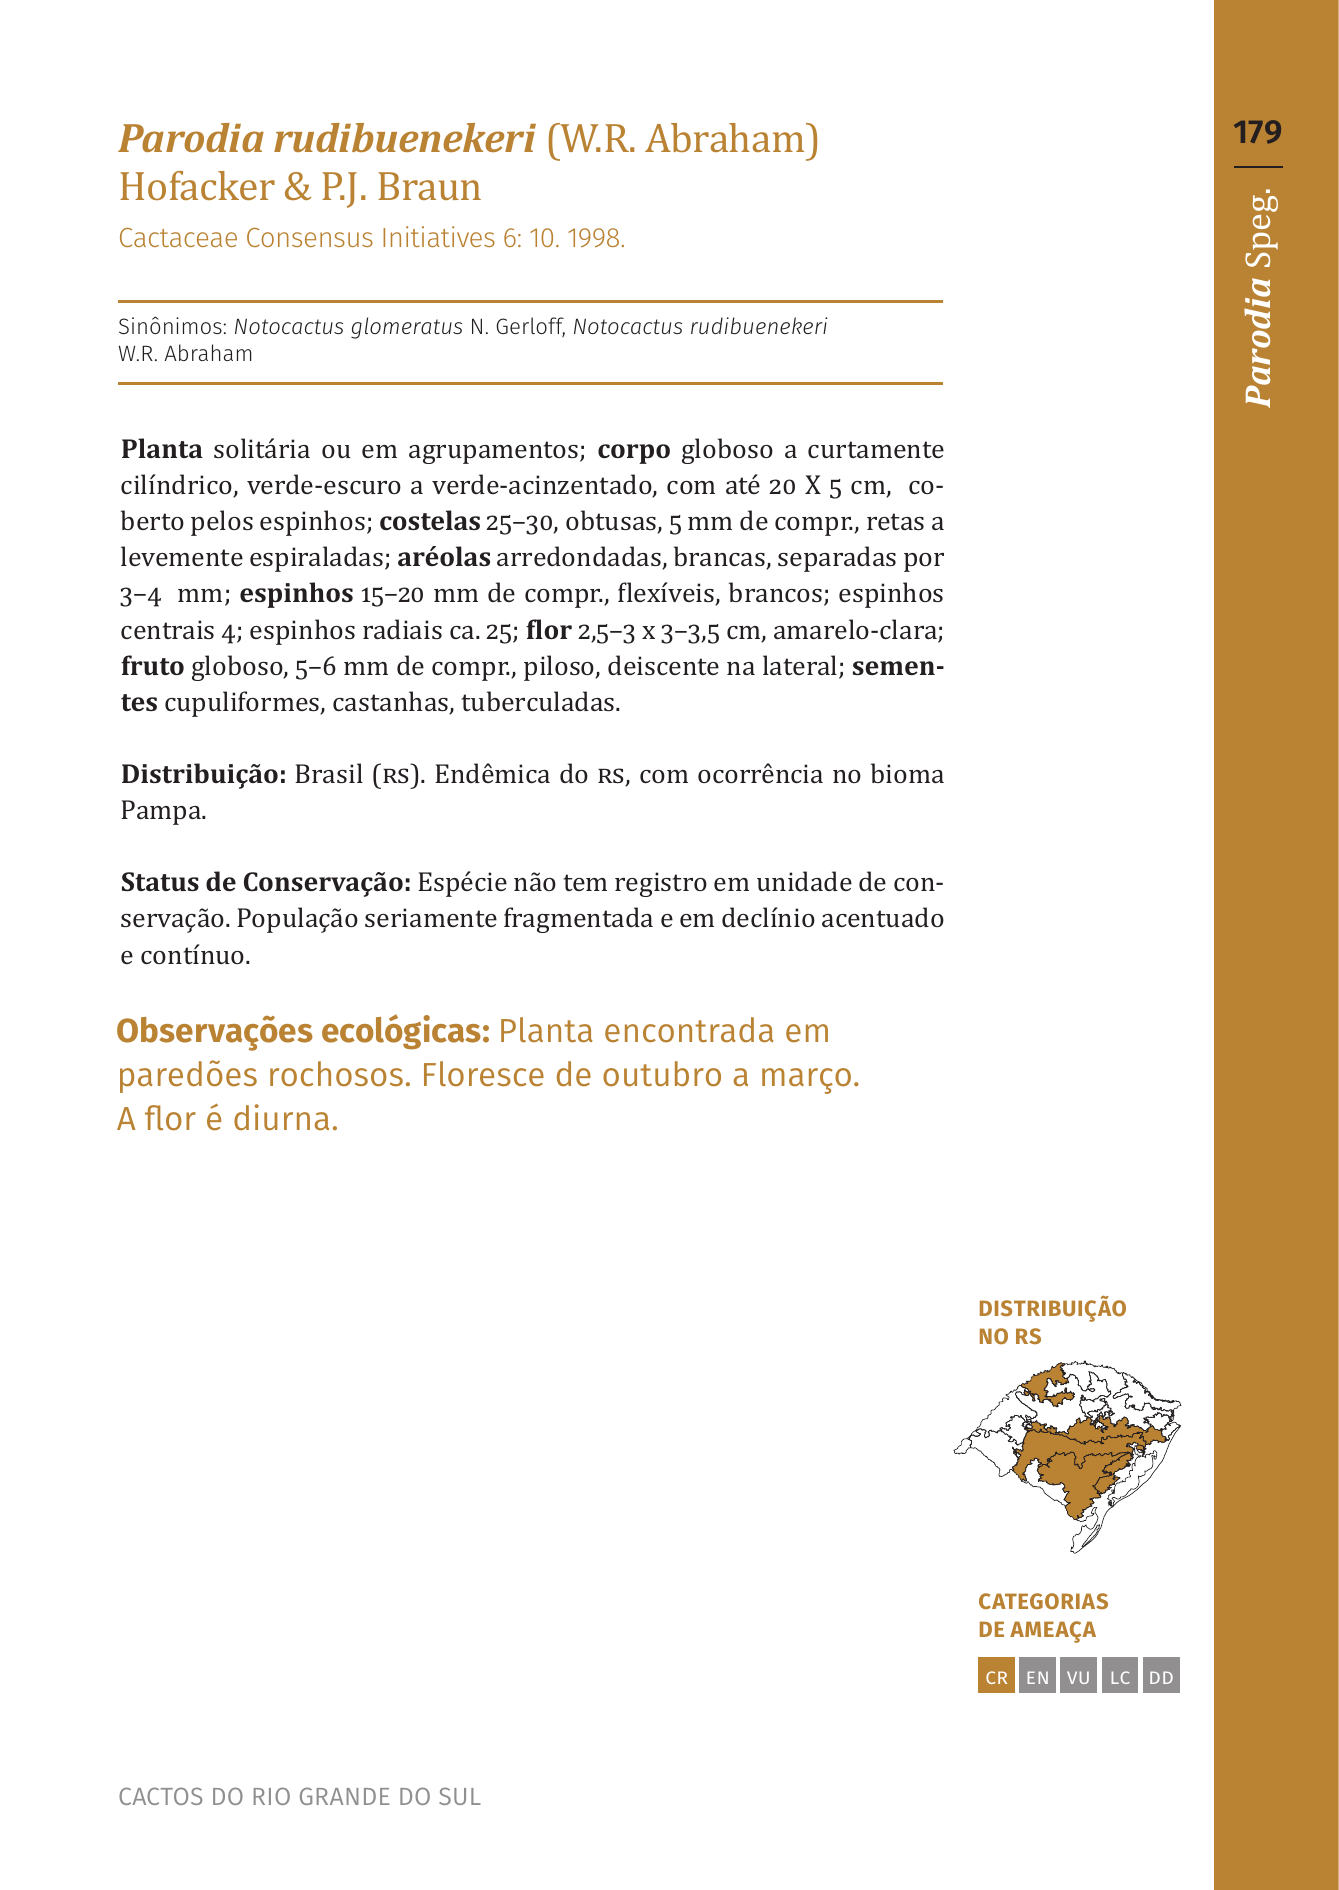 Parodia rudibuenekeri (W.R. Abraham)
Hofacker & P.J. Braun
Cactaceae Consensus Initiatives 6: 10. 1998.
Sinônimos: Notocactus glomeratus N. Gerloff, Notocactus rudibuenekeri
W.R. Abraham
Planta solitária ou em agrupamentos; corpo globoso a curtamente
cilíndrico, verde-escuro a verde-acinzentado, com até 20 X 5 cm, co-
berto pelos espinhos; costelas 25–30, obtusas, 5 mm de compr., retas a
levemente espiraladas; aréolas arredondadas, brancas, separadas por
3–4 mm; espinhos 15–20 mm de compr., flexíveis, brancos; espinhos
centrais 4; espinhos radiais ca. 25; flor 2,5–3 x 3–3,5 cm, amarelo-clara;
fruto globoso, 5–6 mm de compr., piloso, deiscente na lateral; semen-
tes cupuliformes, castanhas, tuberculadas.
Distribuição: Brasil (RS). Endêmica do RS, com ocorrência no bioma
Pampa.
Status de Conservação: Espécie não tem registro em unidade de con-
servação. População seriamente fragmentada e em declínio acentuado
e contínuo.
Observações ecológicas: Planta encontrada em
paredões rochosos. Floresce de outubro a março.
A flor é diurna.
DISTRIBUIÇÃO
NO RS
CATEGORIAS
DE AMEAÇA
CR EN VU LC DD
CACTOS DO RIO GRANDE DO SUL
179
Parodia Speg.